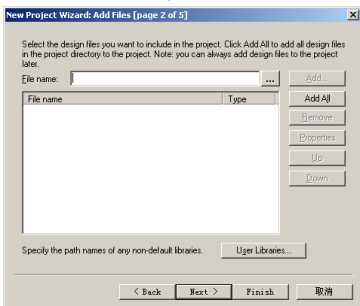 New Project Wizard: Add Files [page 2 of 5]
Select the design files you want to include in the project. Click Add All to add all design files
in the project directory to the project. Note: you can always add design files to the project
later.
File name: ... Add...
File name Type Add All
Remove
Properties
Up
Down
Specify the path names of any non-default libraries. User Libraries...
< Back Next > Finish 取消